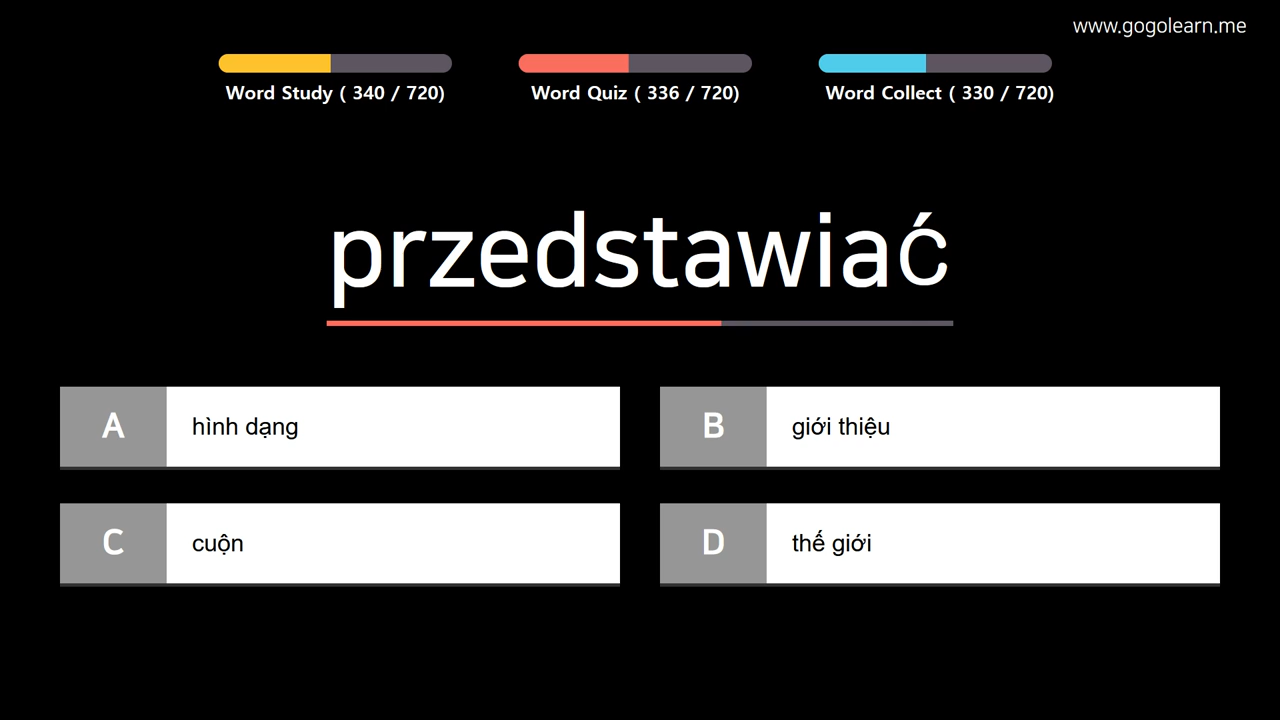 www.gogolearn.me
Word Study ( 340 / 720)
Word Quiz ( 336 / 720)
Word Collect ( 330 / 720)
przedstawiać
A hình dạng
B giới thiệu
C cuộn
D thế giới